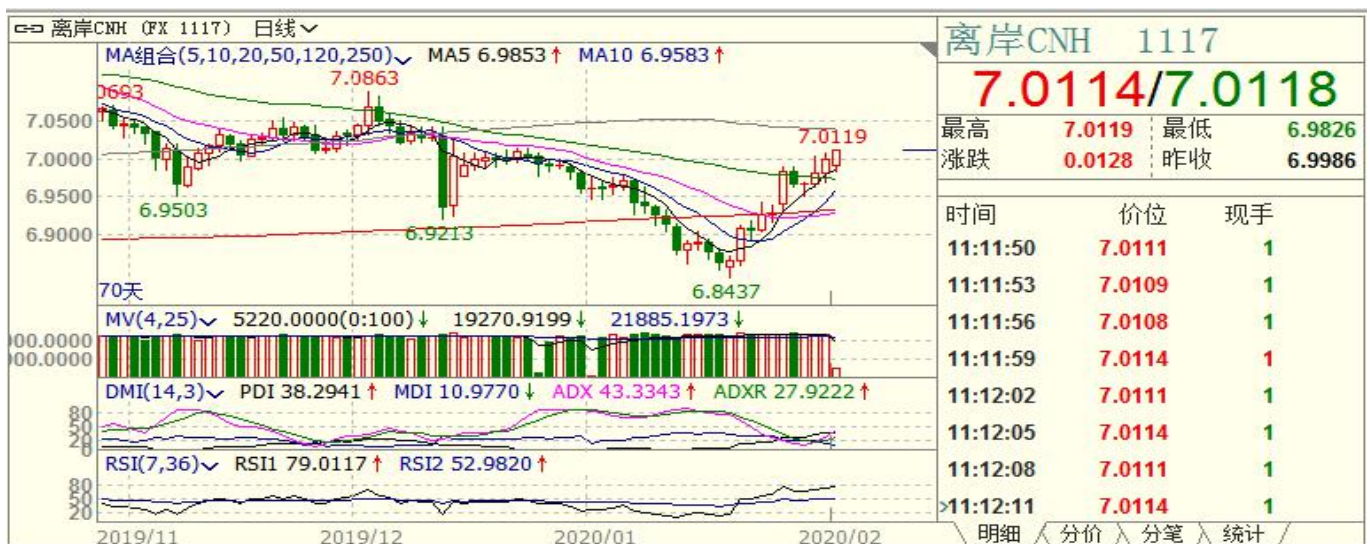 离岸CNH (FX 1117) 日线
MA组合(5,10,20,50,120,250) MA5 6.9853↑ MA10 6.9583↑
0693
7.0863
7.0119
7.0500
7.0000
6.9500
6.9000
6.9503
6.9213
6.8437
70天
MV(4,25) 5220.0000(0:100)↓ 19270.9199↓ 21885.1973↓
00.0000
000.0000
DMI(14,3) PDI 38.2941↑ MDI 10.9770↓ ADX 43.3343↑ ADXR 27.9222↑
80
50
20
0
RSI(7,36) RSI1 79.0117↑ RSI2 52.9820↑
80
50
20
2019/11 2019/12 2020/01 2020/02
离岸CNH 1117
7.0114/7.0118
最高 7.0119 最低 6.9826
涨跌 0.0128 昨收 6.9986
时间 价位 现手
11:11:50 7.0111 1
11:11:53 7.0109 1
11:11:56 7.0108 1
11:11:59 7.0114 1
11:12:02 7.0111 1
11:12:05 7.0114 1
11:12:08 7.0111 1
>11:12:11 7.0114 1
明细 分价 分笔 统计